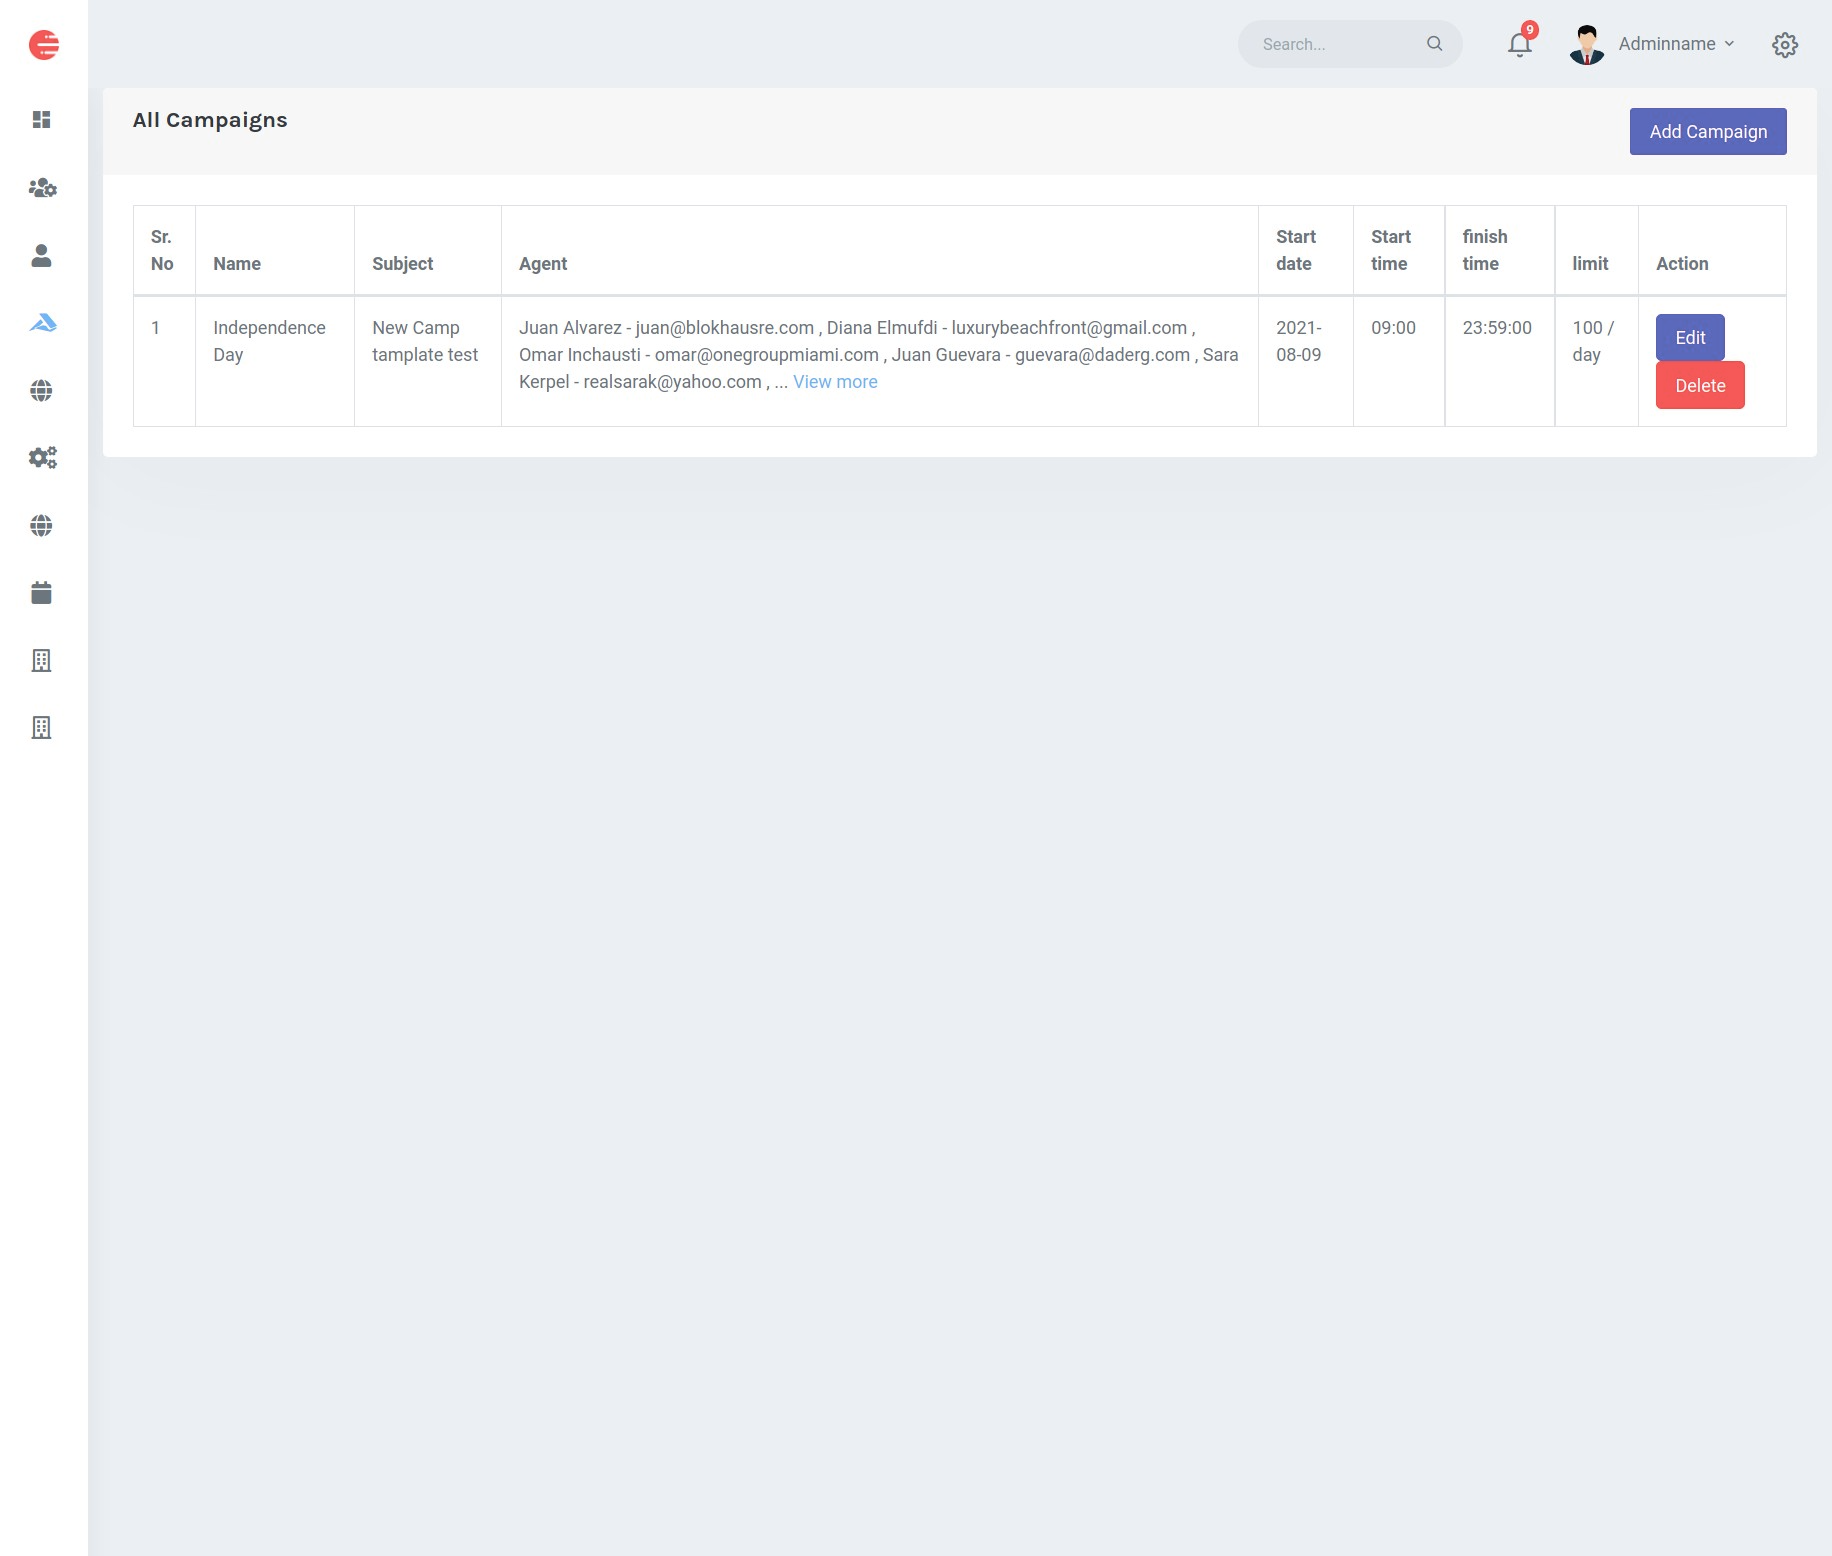 Search...
9
Adminname
All Campaigns
Add Campaign
Sr. No
Name
Subject
Agent
Start date
Start time
finish time
limit
Action
1
Independence
Day
New Camp
tamplate test
Juan Alvarez - juan@blokhausre.com , Diana Elmufdi - luxurybeachfront@gmail.com ,
Omar Inchausti - omar@onegroupmiami.com , Juan Guevara - guevara@daderg.com , Sara
Kerpel - realsarak@yahoo.com , ... View more
2021-
08-09
09:00
23:59:00
100 /
day
Edit
Delete